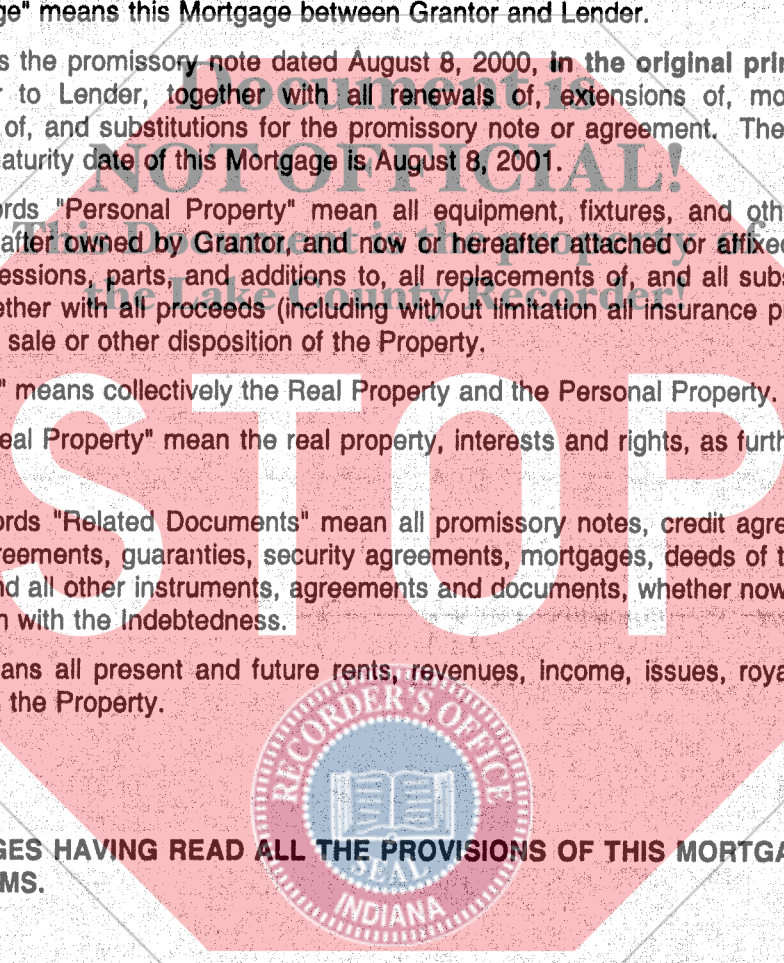 ge" means this Mortgage between Grantor and Lender.
s the promissory note dated August 8, 2000, in the original prin
r to Lender, together with all renewals of, extensions of, mo
of, and substitutions for the promissory note or agreement. The
aturity date of this Mortgage is August 8, 2001.
ords "Personal Property" mean all equipment, fixtures, and oth
after owned by Grantor, and now or hereafter attached or affixed
essions, parts, and additions to, all replacements of, and all subs
ether with all proceeds (including without limitation all insurance p
sale or other disposition of the Property.
" means collectively the Real Property and the Personal Property.
eal Property" mean the real property, interests and rights, as furth
ords "Related Documents" mean all promissory notes, credit agre
reements, guaranties, security agreements, mortgages, deeds of t
nd all other instruments, agreements and documents, whether now
n with the Indebtedness.
ans all present and future rents, revenues, income, issues, roya
the Property.
GES HAVING READ ALL THE PROVISIONS OF THIS MORTGA
MS.
Document is
NOT OFFICIAL!
This Document is the property of
the Lake County Recorder!
STOP
RECORDER'S OFFICE
SEAL
INDIANA